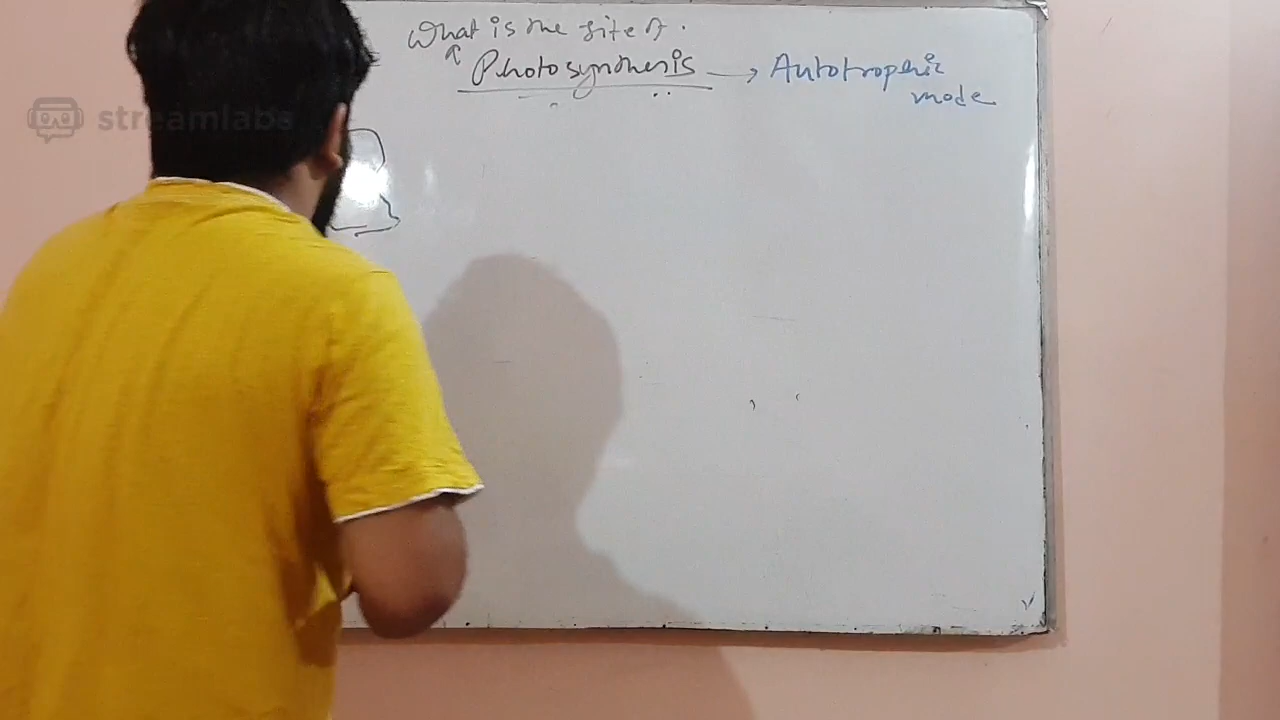 streamlabs
What is the site of
Photosynthesis → Autotrophic
mode